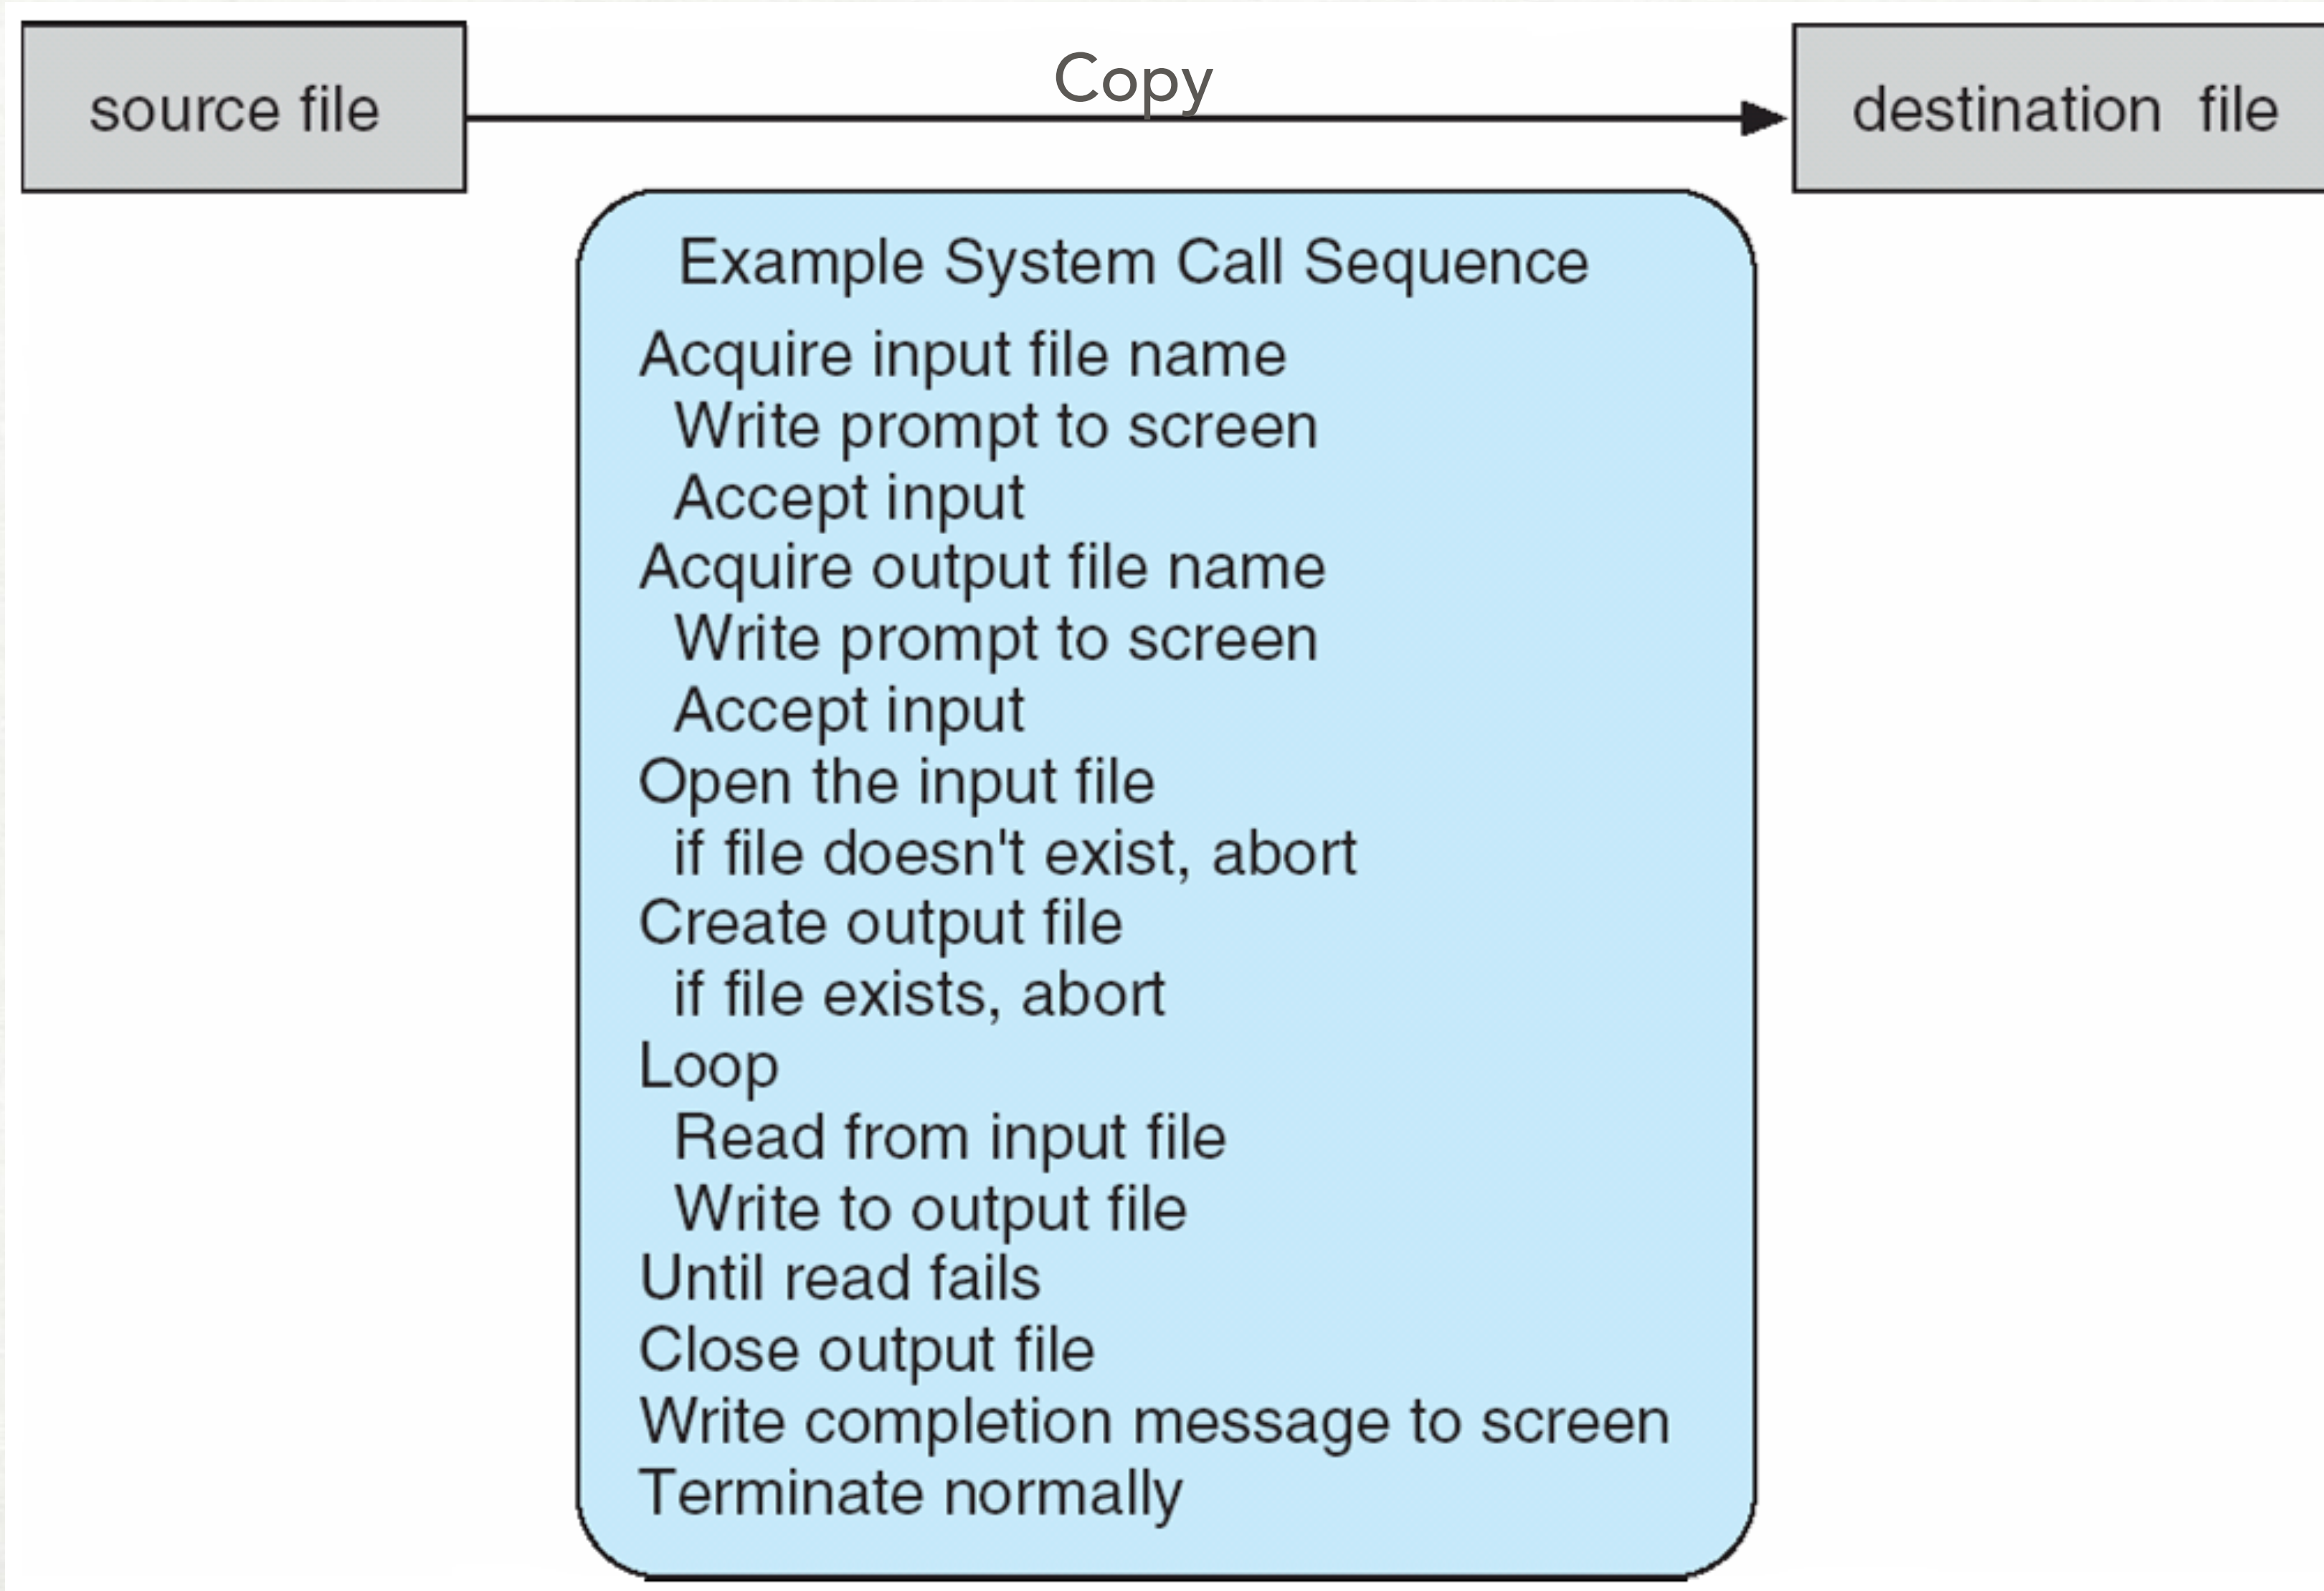 source file
Copy
destination file
Example System Call Sequence
Acquire input file name
Write prompt to screen
Accept input
Acquire output file name
Write prompt to screen
Accept input
Open the input file
if file doesn't exist, abort
Create output file
if file exists, abort
Loop
Read from input file
Write to output file
Until read fails
Close output file
Write completion message to screen
Terminate normally